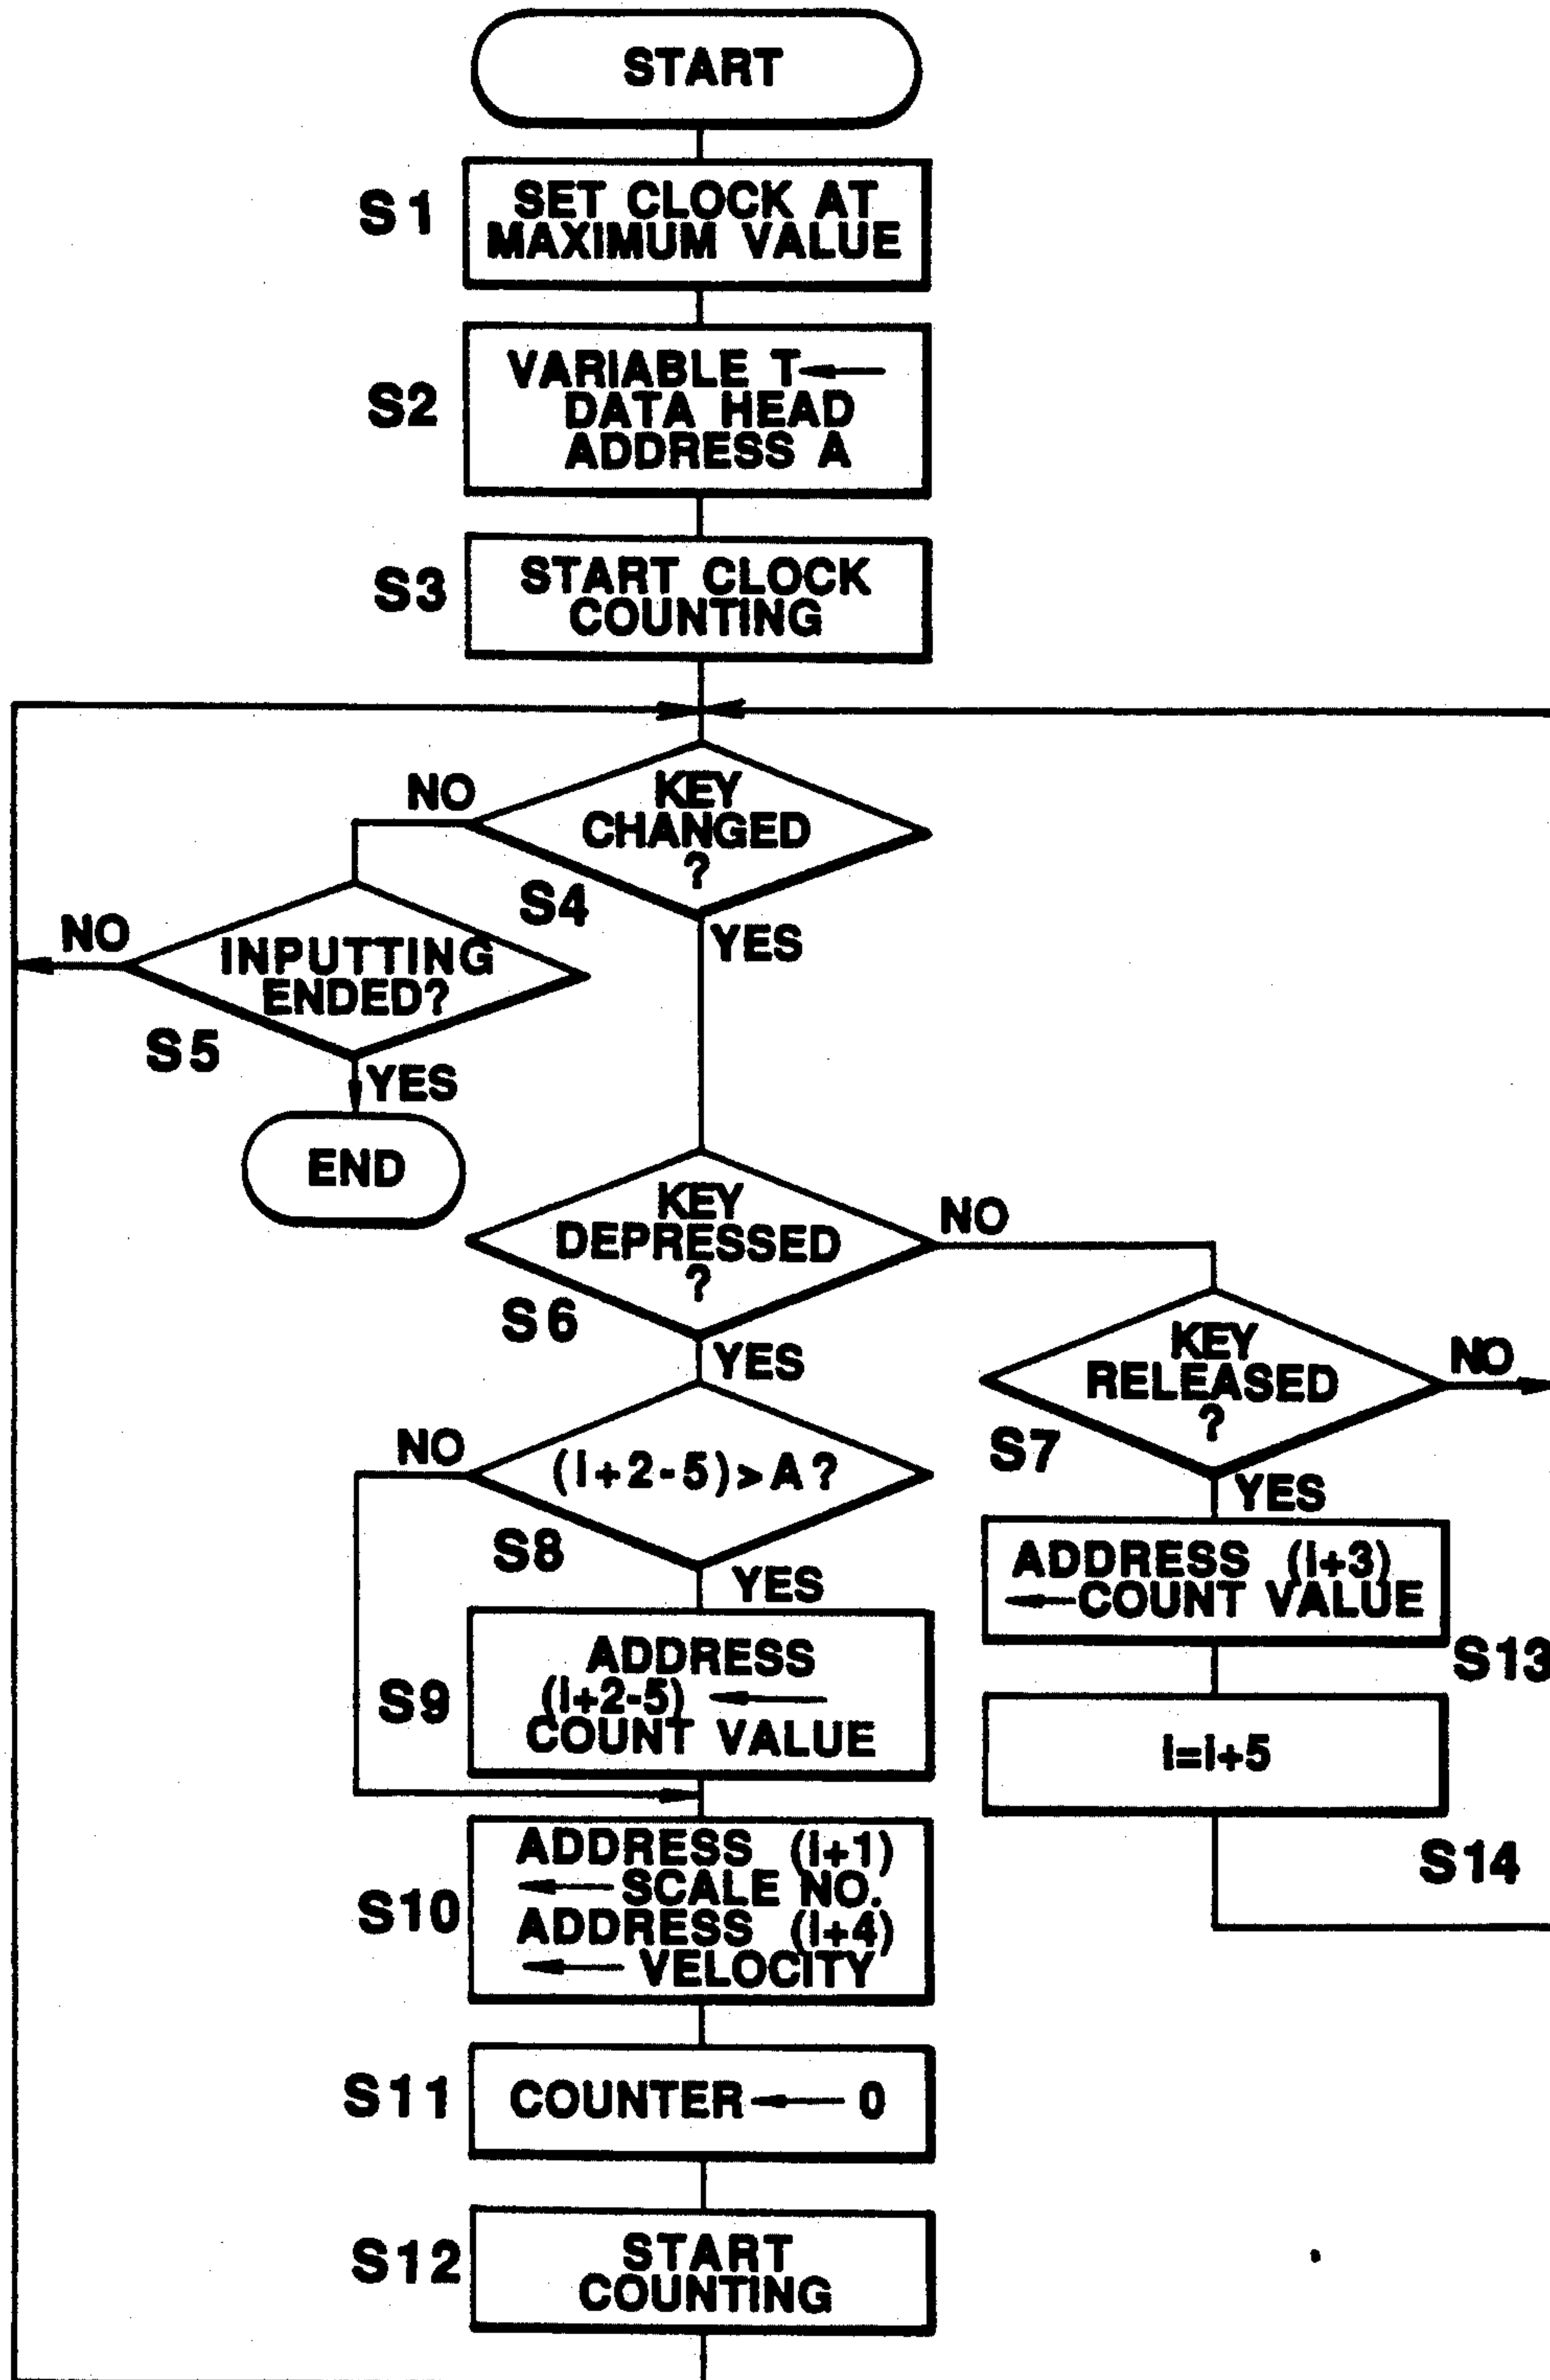 START
S1
SET CLOCK AT
MAXIMUM VALUE
S2
VARIABLE T←
DATA HEAD
ADDRESS A
S3
START CLOCK
COUNTING
NO
KEY
CHANGED
?
S4
YES
NO
INPUTTING
ENDED?
S5
YES
END
KEY
DEPRESSED
?
NO
S6
YES
KEY
RELEASED
?
NO
S7
YES
NO
(I+2-5)>A?
S8
YES
ADDRESS (I+3)
←COUNT VALUE
S13
S9
ADDRESS
(I+2-5) ←
COUNT VALUE
I=I+5
S14
S10
ADDRESS (I+1)
←SCALE NO.
ADDRESS (I+4)
← VELOCITY
S11
COUNTER← 0
S12
START
COUNTING